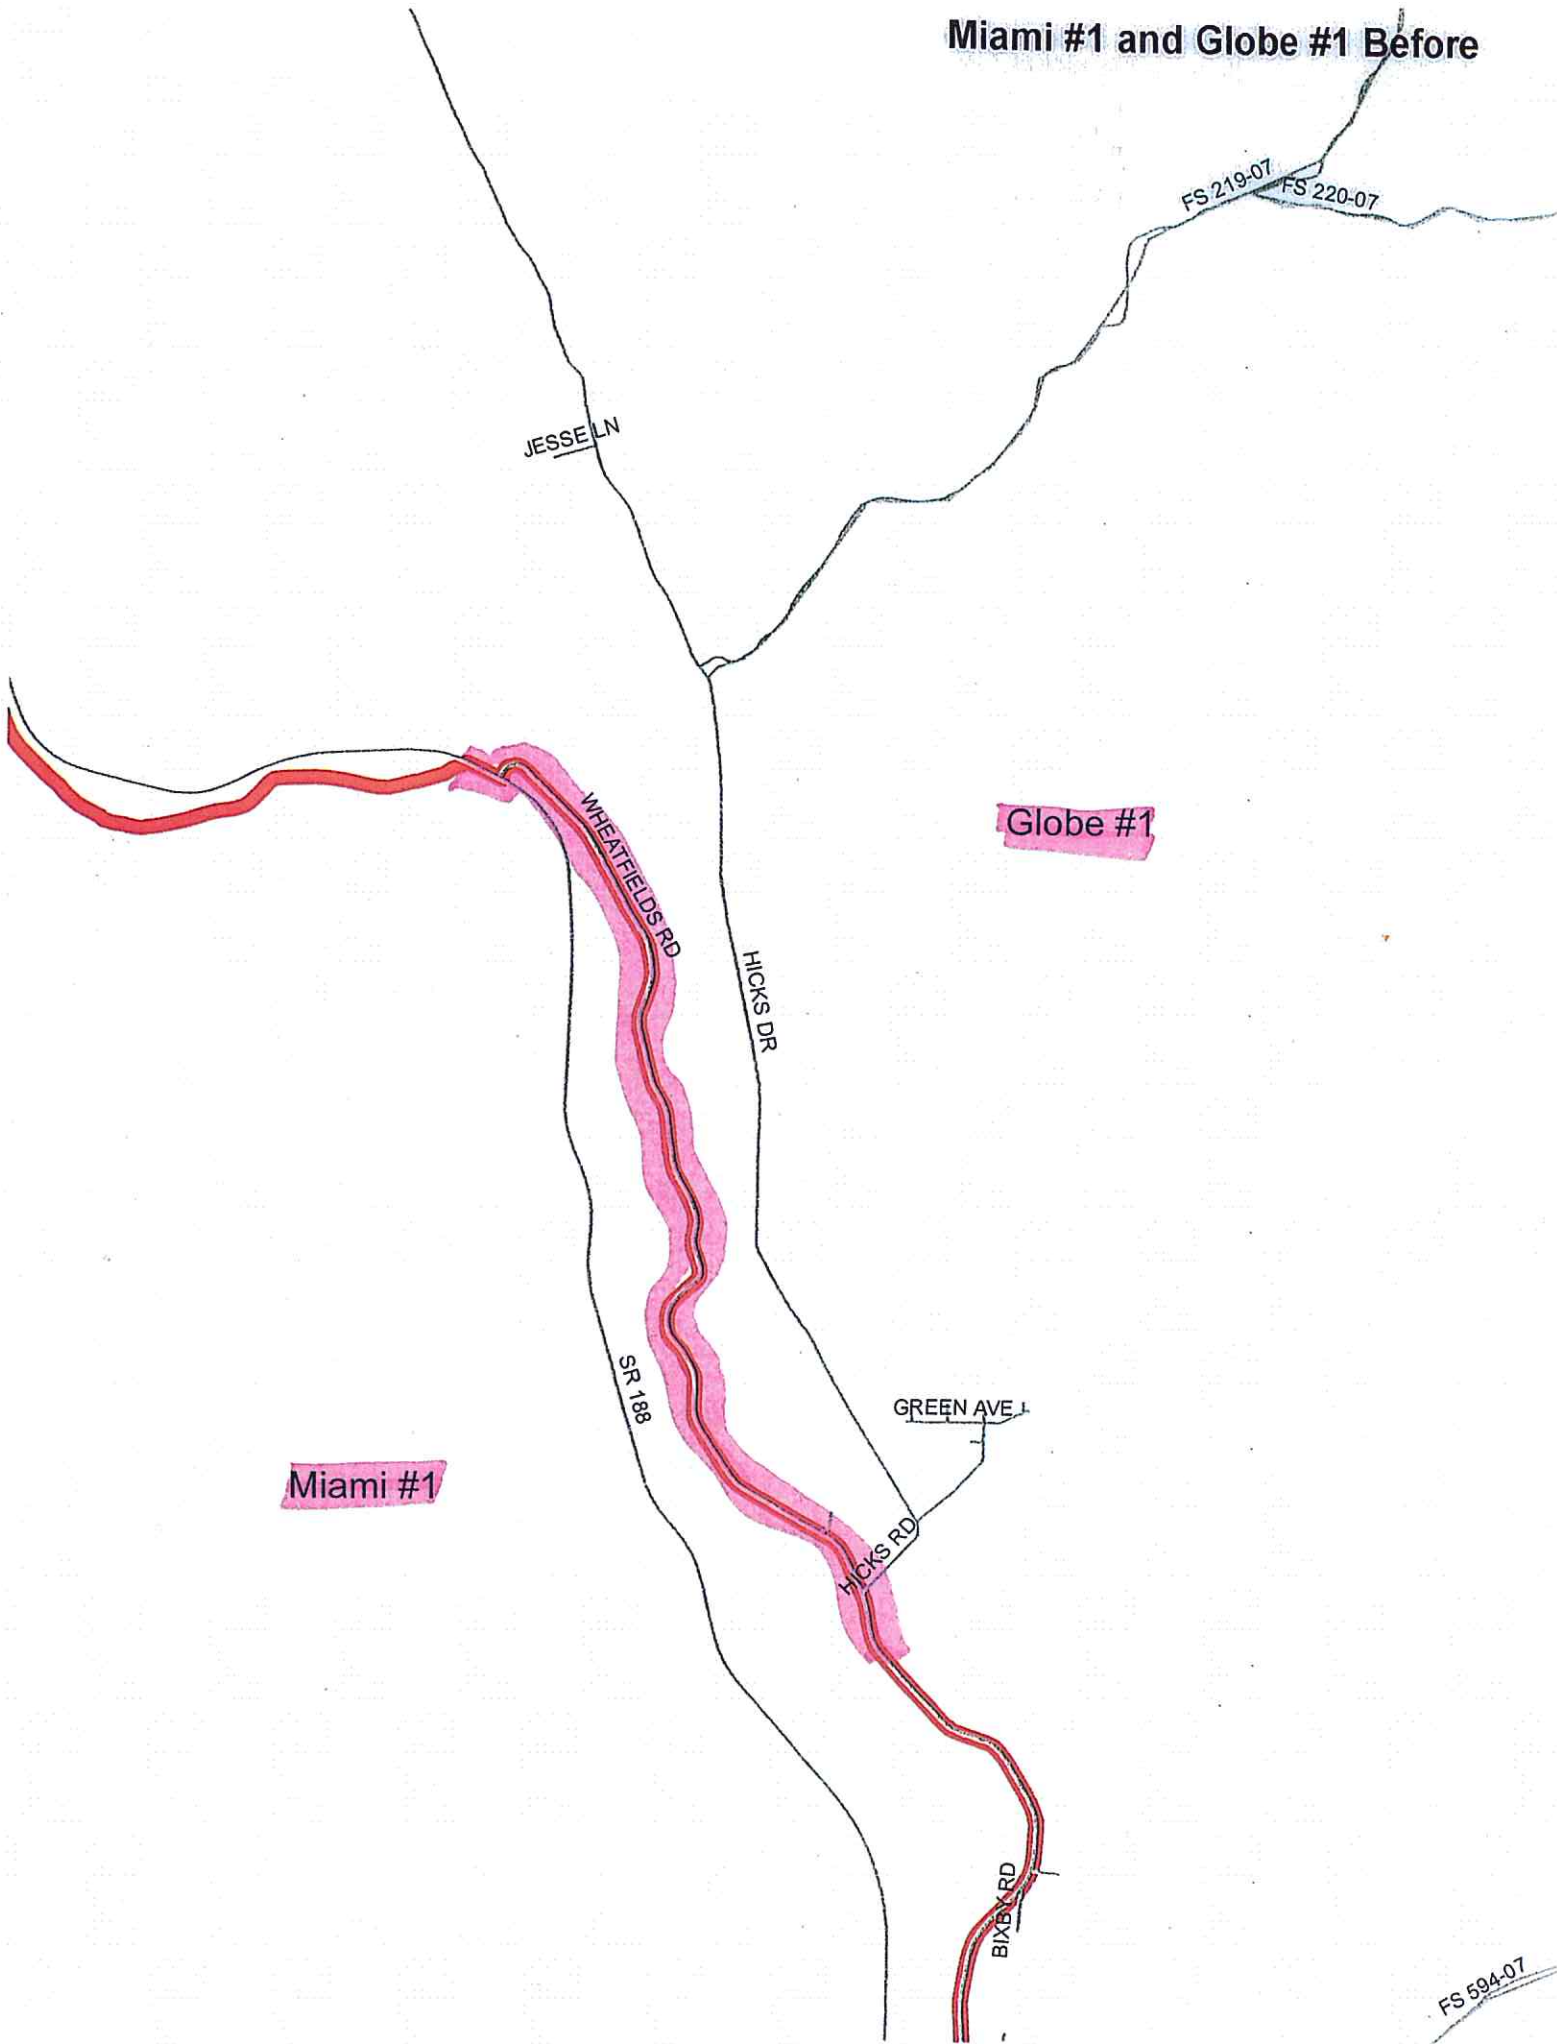 Miami #1 and Globe #1 Before
FS 219-07
FS 220-07
JESSE LN
WHEATFIELDS RD
Globe #1
HICKS DR
SR 188
GREEN AVE
Miami #1
HICKS RD
BIXBY RD
FS 594-07